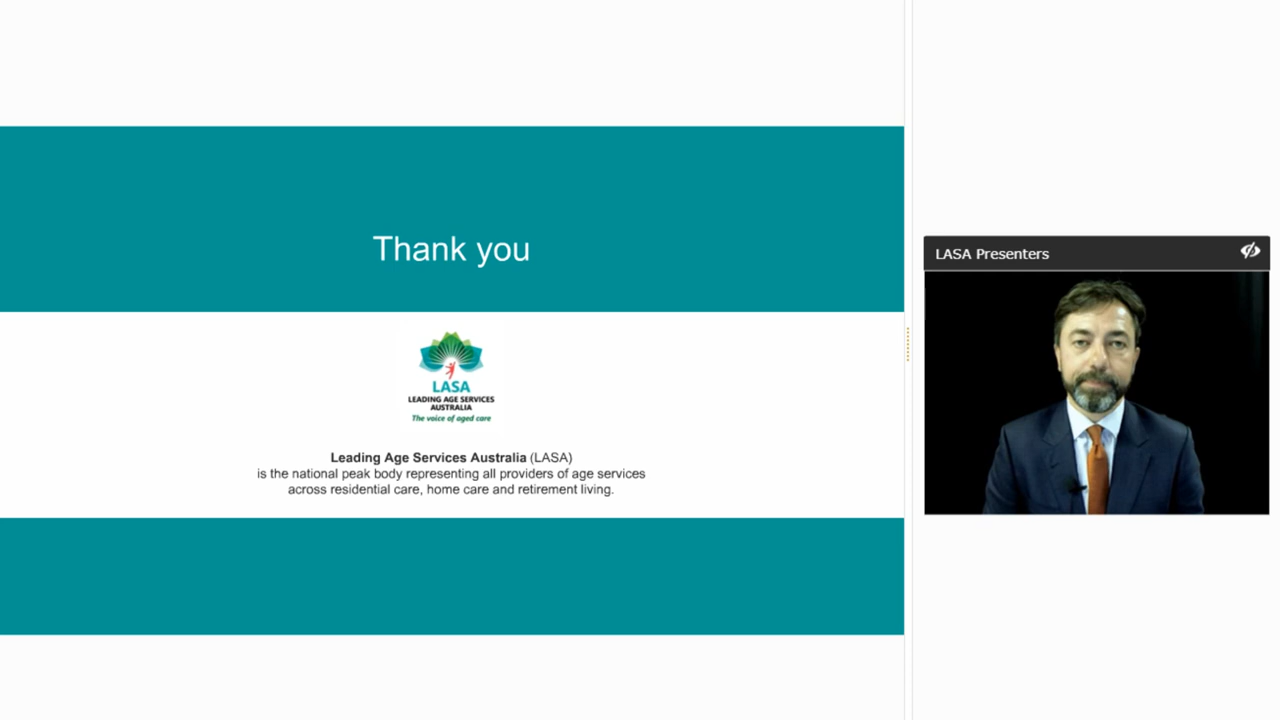 Thank you
LASA
LEADING AGE SERVICES
AUSTRALIA
The voice of aged care
Leading Age Services Australia (LASA)
is the national peak body representing all providers of age services
across residential care, home care and retirement living.
LASA Presenters